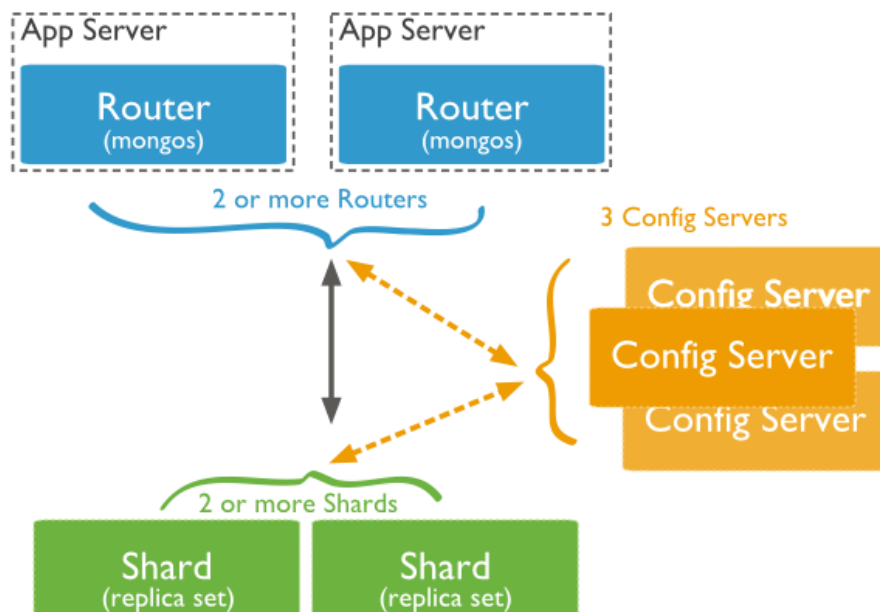 App Server
App Server
Router
(mongos)
Router
(mongos)
2 or more Routers
3 Config Servers
Config Server
Config Server
Config Server
2 or more Shards
Shard
(replica set)
Shard
(replica set)